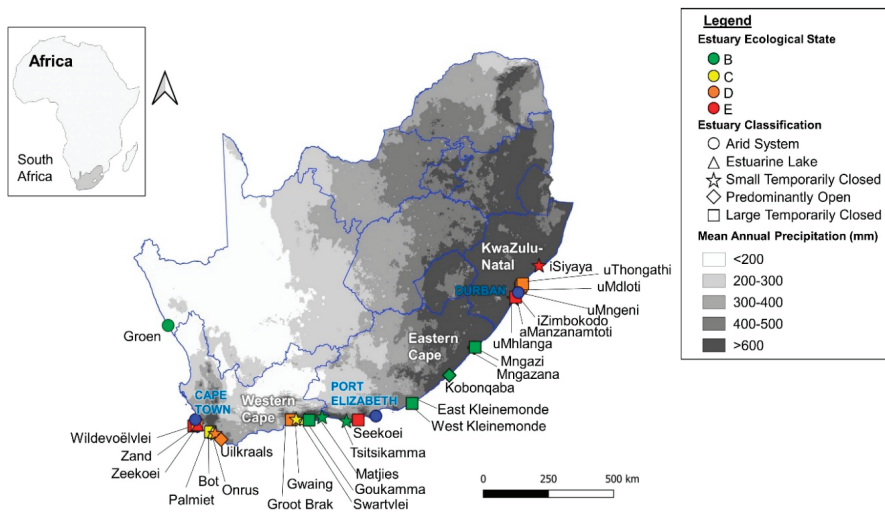 Africa
South
Africa
Legend
Estuary Ecological State
B
C
D
E
Estuary Classification
Arid System
Estuarine Lake
Small Temporarily Closed
Predominantly Open
Large Temporarily Closed
Mean Annual Precipitation (mm)
<200
200-300
300-400
400-500
>600
KwaZulu-
Natal
iSiyaya
uThongathi
DURBAN
uMdloti
uMngeni
iZimbokodo
aManzanamtoti
uMhlanga
Groen
Eastern
Cape
Mngazi
Mngazana
Kobonqaba
CAPE
TOWN
Western
Cape
PORT
ELIZABETH
East Kleinemonde
West Kleinemonde
Wildevoëlvlei
Zand
Zeekoei
Uilkraals
Seekoei
Tsitsikamma
Bot
Onrus
Palmiet
Gwaing
Groot Brak
Matjies
Goukamma
Swartvlei
0
250
500 km